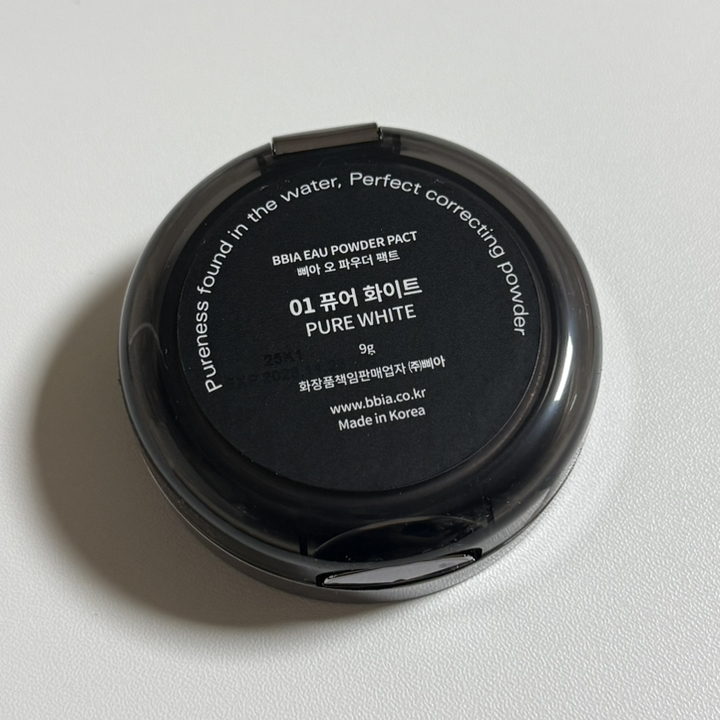 Pureness found in the water, Perfect correcting powder
BBIA EAU POWDER PACT
삐아 오 파우더 팩트
01 퓨어 화이트
PURE WHITE
9g
25K1
EXP
화장품책임판매업자 ㈜삐아
www.bbia.co.kr
Made in Korea